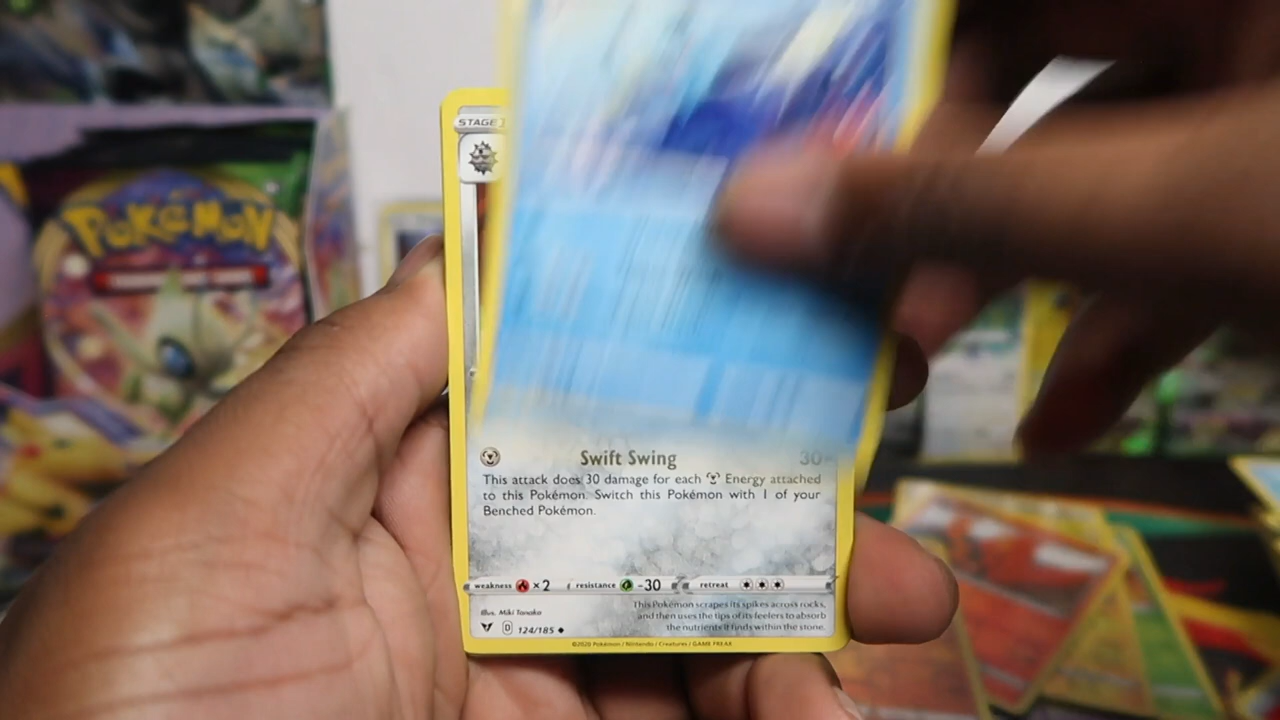 POKéMON
STAGE 1
Swift Swing 30×
This attack does 30 damage for each Energy attached
to this Pokémon. Switch this Pokémon with 1 of your
Benched Pokémon.
weakness ×2 resistance -30 retreat
Illus. Miki Tanaka
This Pokémon scrapes its spikes across rocks,
and then uses the tips of its feelers to absorb
the nutrients it finds within the stone.
D 124/185
©2020 Pokémon / Nintendo / Creatures / GAME FREAK